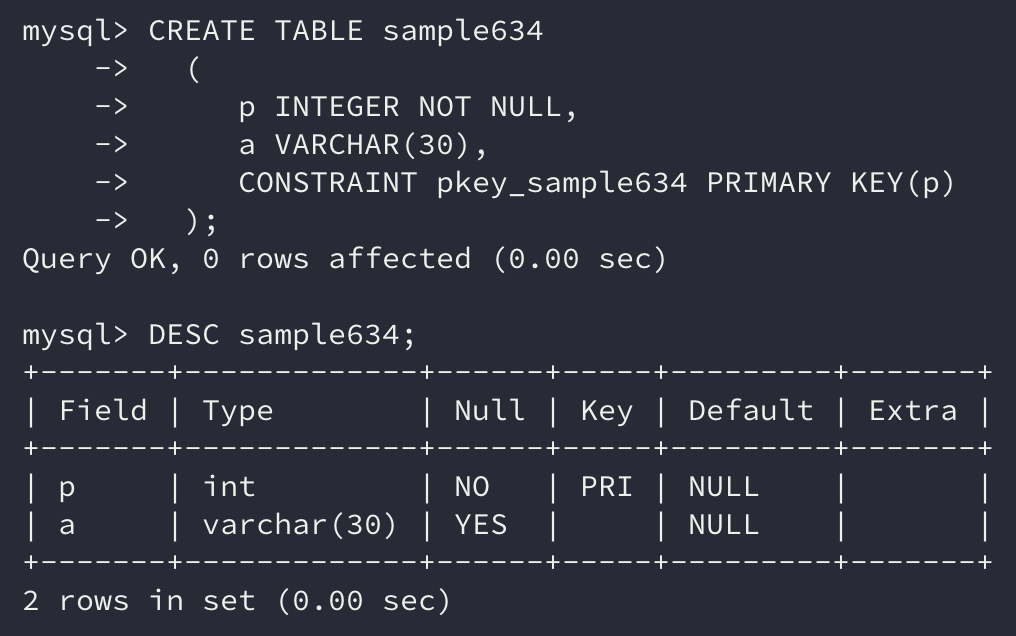 mysql> CREATE TABLE sample634
    ->   (
    ->      p INTEGER NOT NULL,
    ->      a VARCHAR(30),
    ->      CONSTRAINT pkey_sample634 PRIMARY KEY(p)
    ->   );
Query OK, 0 rows affected (0.00 sec)

mysql> DESC sample634;
+-------+-------------+------+-----+---------+-------+
| Field | Type        | Null | Key | Default | Extra |
+-------+-------------+------+-----+---------+-------+
| p     | int         | NO   | PRI | NULL    |       |
| a     | varchar(30) | YES  |     | NULL    |       |
+-------+-------------+------+-----+---------+-------+
2 rows in set (0.00 sec)